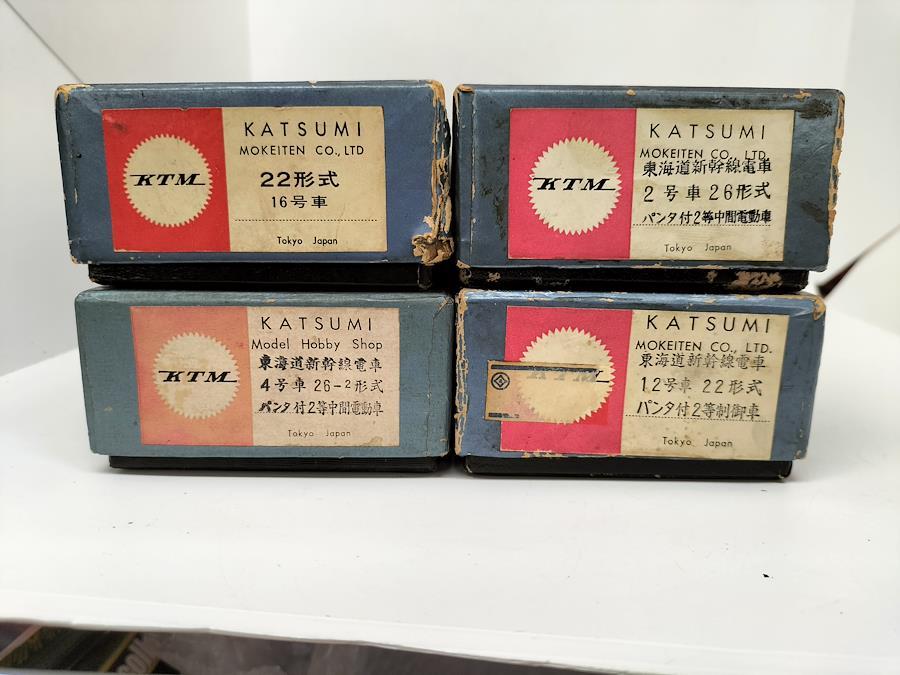 KTM
KATSUMI
MOKEITEN CO., LTD
22形式
16号車
Tokyo Japan
KTM
KATSUMI
MOKEITEN CO., LTD.
東海道新幹線電車
2号車26形式
パンタ付2等中間電動車
Tokyo Japan
KTM
KATSUMI
Model Hobby Shop
東海道新幹線電車
4号車26-2形式
パンタ付2等中間電動車
Tokyo Japan
KTM
KATSUMI
MOKEITEN CO., LTD.
東海道新幹線電車
12号車22形式
パンタ付2等制御車
Tokyo Japan